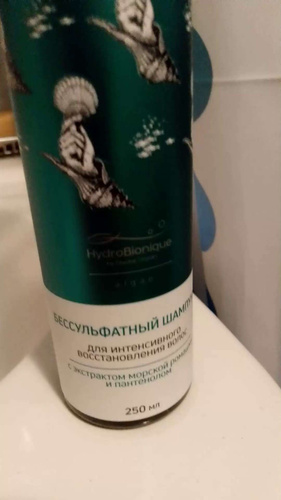 HydroBionique
БЕССУЛЬФАТНЫЙ ШАМПУ
для интенсивного
восстановления волос
с экстрактом морской
и пантенолом
250 мл